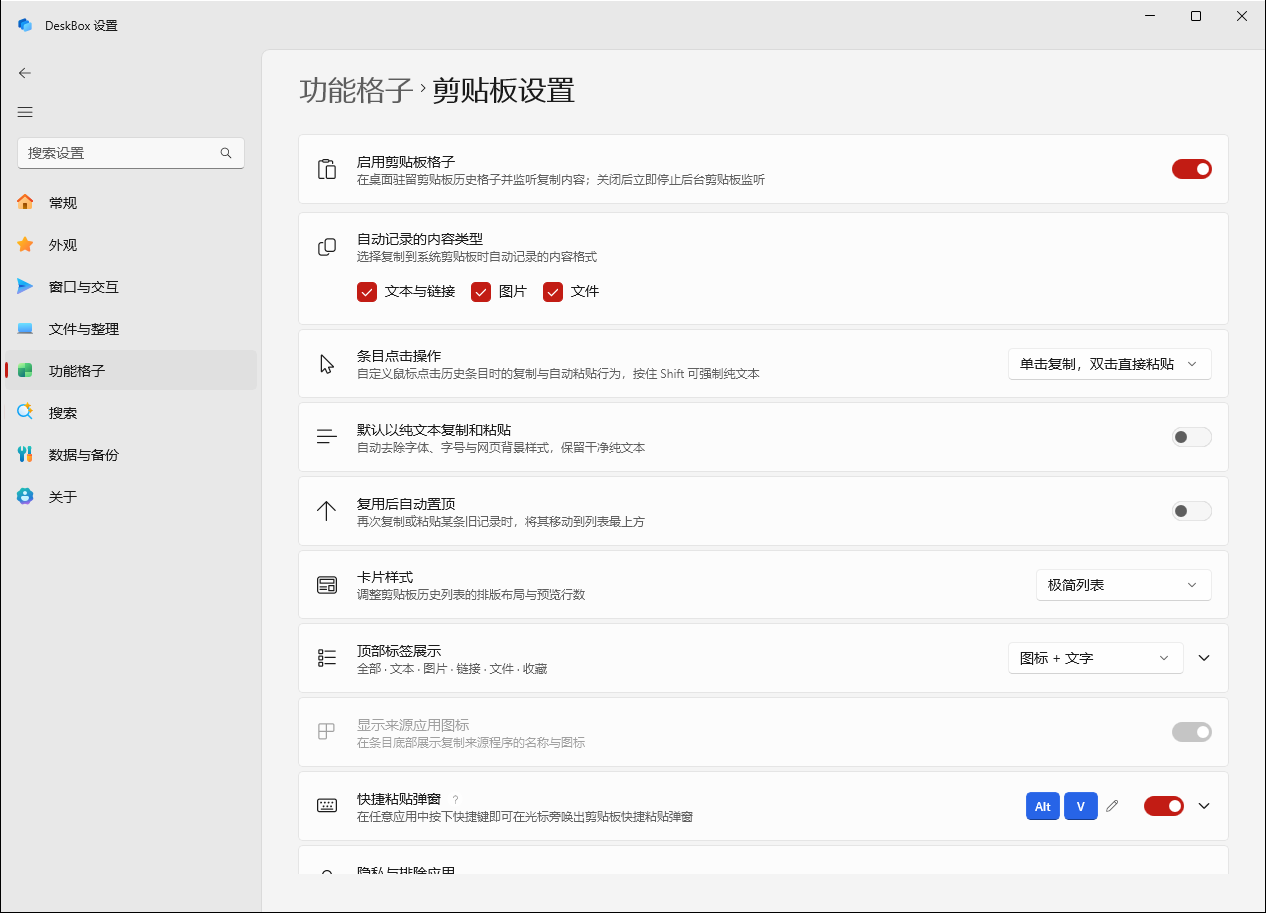 DeskBox 设置
功能格子 › 剪贴板设置
搜索设置
常规
外观
窗口与交互
文件与整理
功能格子
搜索
数据与备份
关于
启用剪贴板格子
在桌面驻留剪贴板历史格子并监听复制内容；关闭后立即停止后台剪贴板监听
自动记录的内容类型
选择复制到系统剪贴板时自动记录的内容格式
文本与链接 图片 文件
条目点击操作
自定义鼠标点击历史条目时的复制与自动粘贴行为，按住 Shift 可强制纯文本
单击复制，双击直接粘贴
默认以纯文本复制和粘贴
自动去除字体、字号与网页背景样式，保留干净纯文本
复用后自动置顶
再次复制或粘贴某条旧记录时，将其移动到列表最上方
卡片样式
调整剪贴板历史列表的排版布局与预览行数
极简列表
顶部标签展示
全部 · 文本 · 图片 · 链接 · 文件 · 收藏
图标 + 文字
显示来源应用图标
在条目底部展示复制来源程序的名称与图标
快捷粘贴弹窗 ?
在任意应用中按下快捷键即可在光标旁唤出剪贴板快捷粘贴弹窗
Alt V
隐私与排除应用